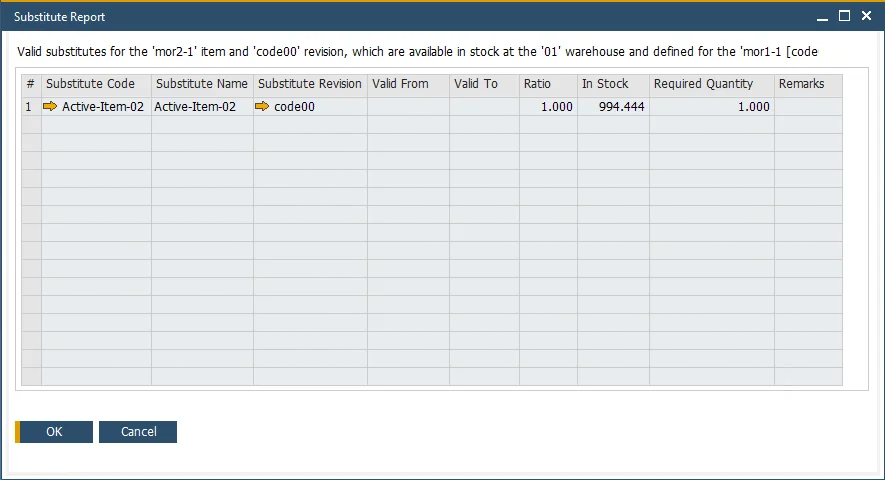 Substitute Report
Valid substitutes for the 'mor2-1' item and 'code00' revision, which are available in stock at the '01' warehouse and defined for the 'mor1-1 [code
# Substitute Code Substitute Name Substitute Revision Valid From Valid To Ratio In Stock Required Quantity Remarks
1 Active-Item-02 Active-Item-02 code00 1.000 994.444 1.000
OK Cancel